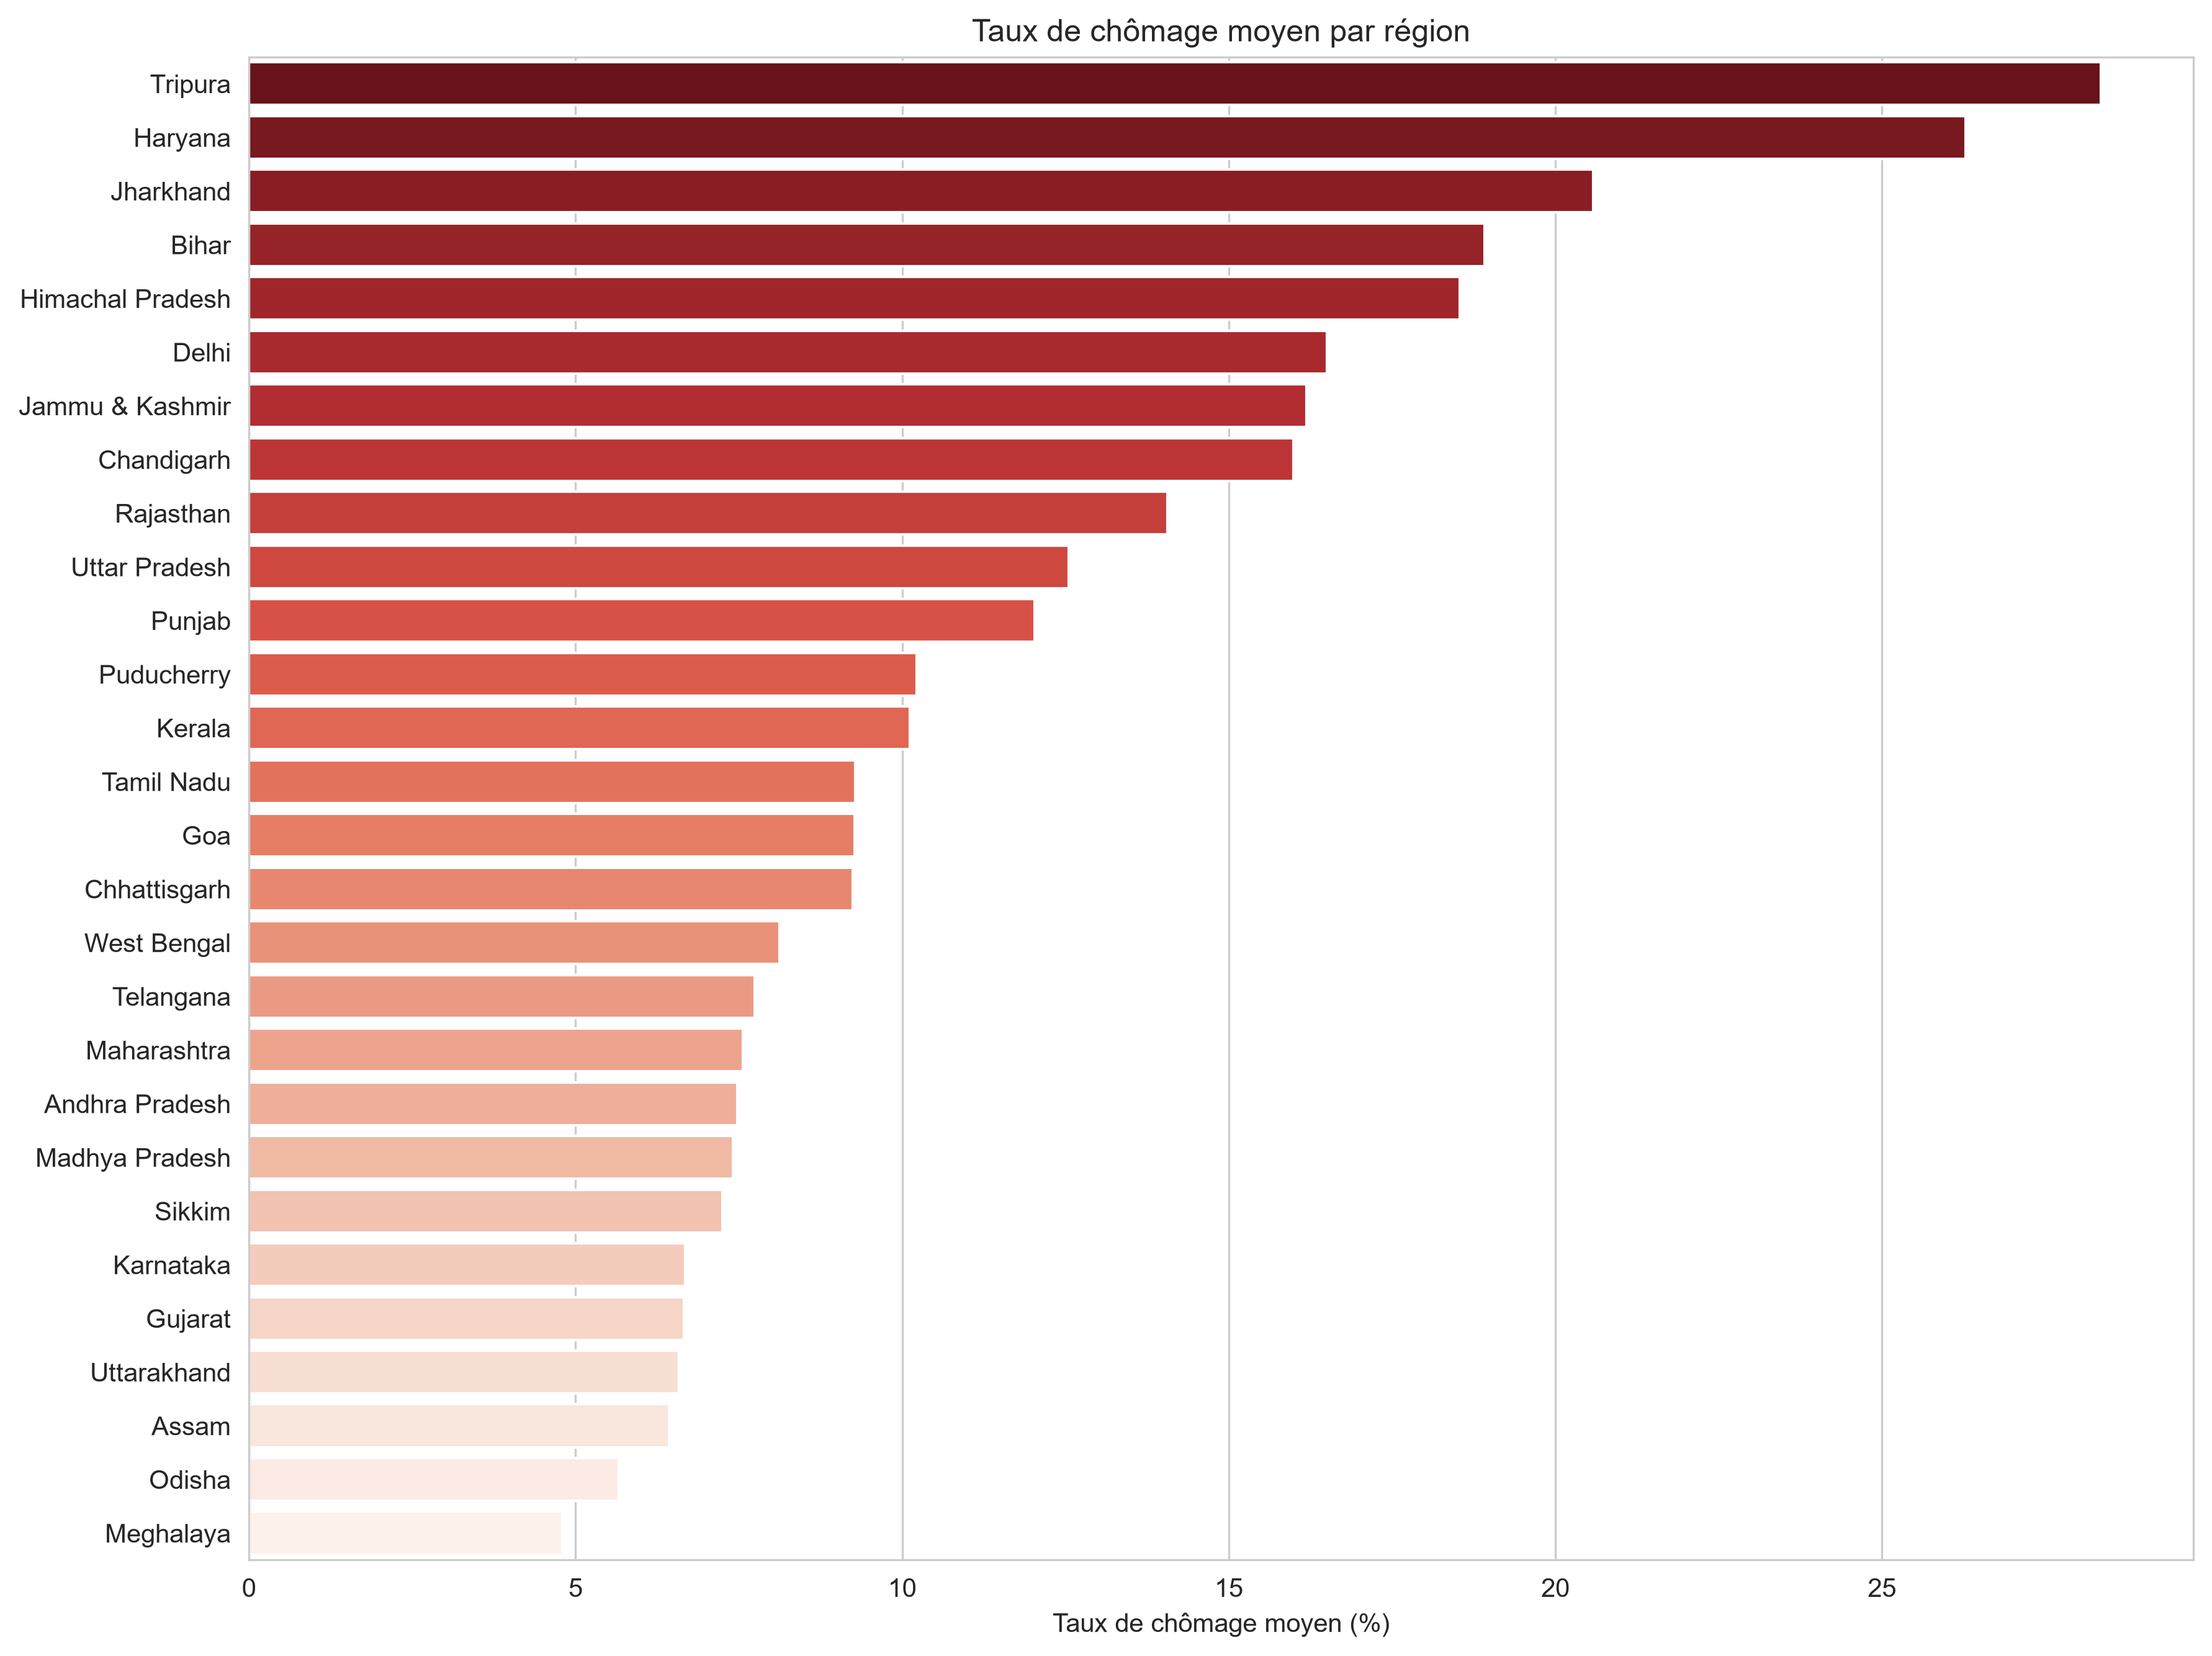 Taux de chômage moyen par région
Tripura
Haryana
Jharkhand
Bihar
Himachal Pradesh
Delhi
Jammu & Kashmir
Chandigarh
Rajasthan
Uttar Pradesh
Punjab
Puducherry
Kerala
Tamil Nadu
Goa
Chhattisgarh
West Bengal
Telangana
Maharashtra
Andhra Pradesh
Madhya Pradesh
Sikkim
Karnataka
Gujarat
Uttarakhand
Assam
Odisha
Meghalaya
0 5 10 15 20 25
Taux de chômage moyen (%)